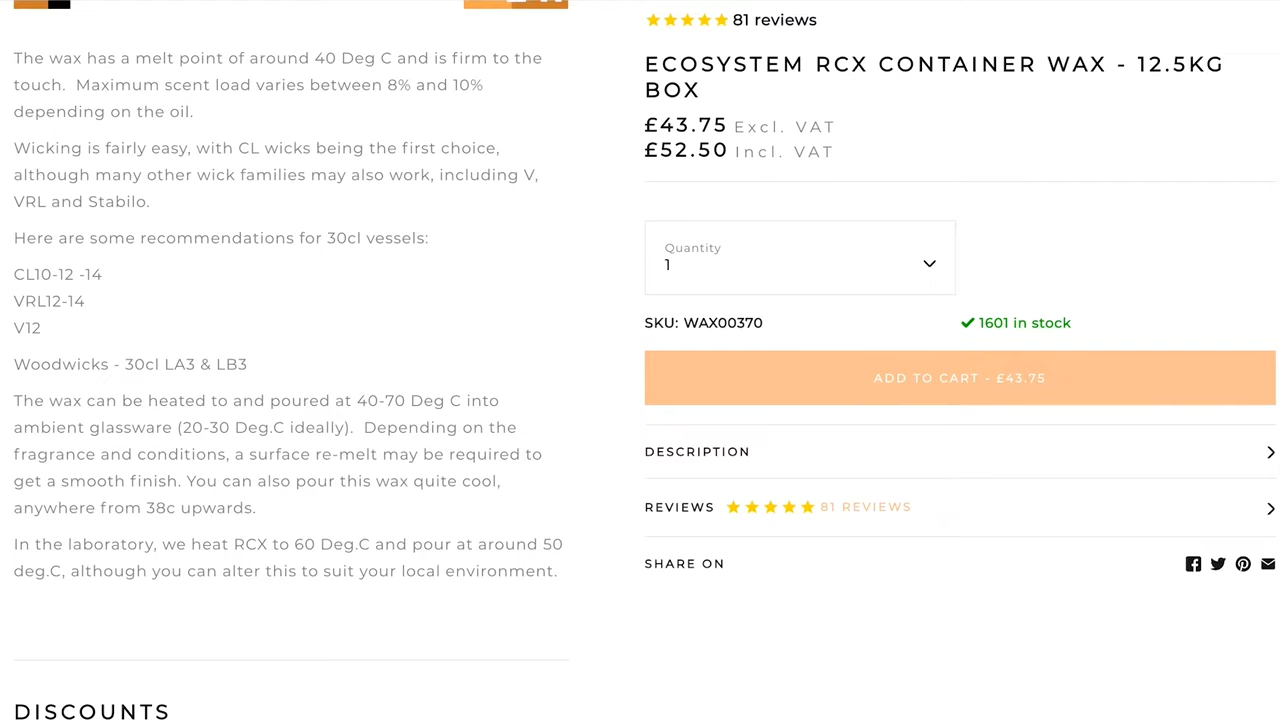 The wax has a melt point of around 40 Deg C and is firm to the
touch.  Maximum scent load varies between 8% and 10%
depending on the oil.
Wicking is fairly easy, with CL wicks being the first choice,
although many other wick families may also work, including V,
VRL and Stabilo.
Here are some recommendations for 30cl vessels:
CL10-12 -14
VRL12-14
V12
Woodwicks - 30cl LA3 & LB3
The wax can be heated to and poured at 40-70 Deg C into
ambient glassware (20-30 Deg.C ideally).  Depending on the
fragrance and conditions, a surface re-melt may be required to
get a smooth finish. You can also pour this wax quite cool,
anywhere from 38c upwards.
In the laboratory, we heat RCX to 60 Deg.C and pour at around 50
deg.C, although you can alter this to suit your local environment.
DISCOUNTS
81 reviews
ECOSYSTEM RCX CONTAINER WAX - 12.5KG
BOX
£43.75 Excl. VAT
£52.50 Incl. VAT
Quantity
1
SKU: WAX00370
1601 in stock
ADD TO CART - £43.75
DESCRIPTION
REVIEWS 81 REVIEWS
SHARE ON